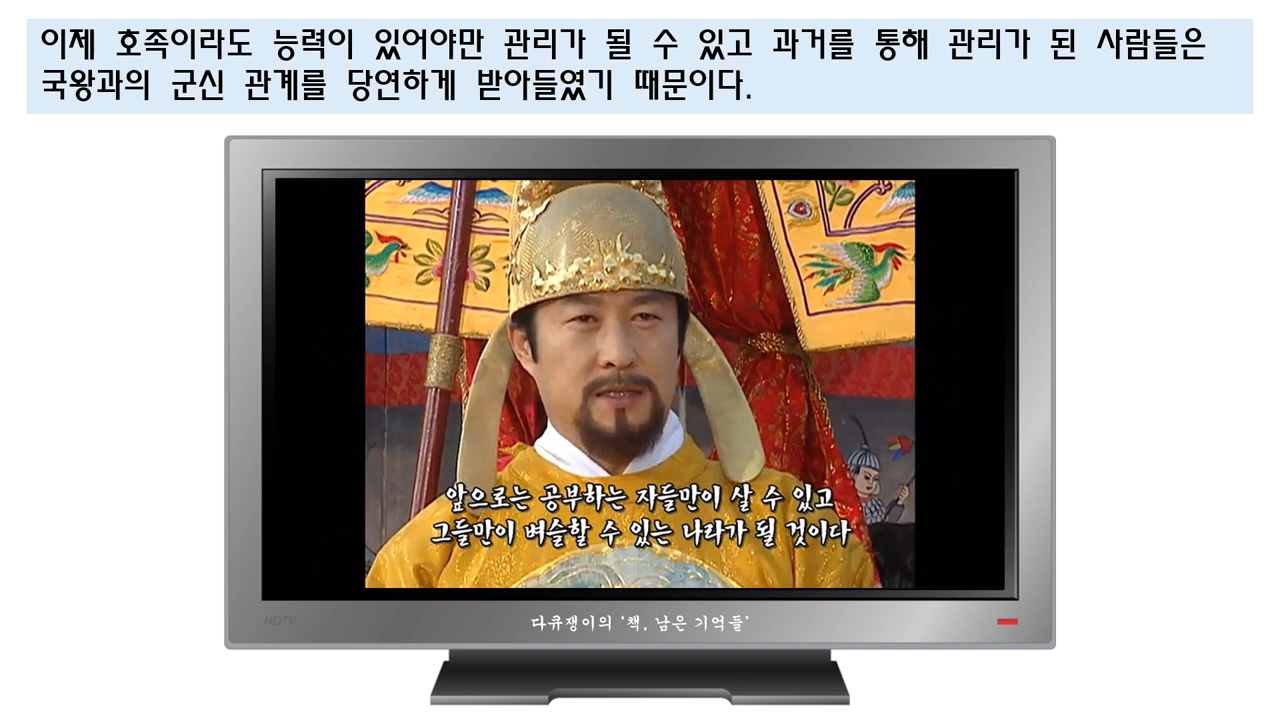 이제 호족이라도 능력이 있어야만 관리가 될 수 있고 과거를 통해 관리가 된 사람들은
국왕과의 군신 관계를 당연하게 받아들였기 때문이다.
앞으로는 공부하는 자들만이 살 수 있고
그들만이 벼슬할 수 있는 나라가 될 것이다
HDTV
다큐쟁이의 '책, 남은 기억들'